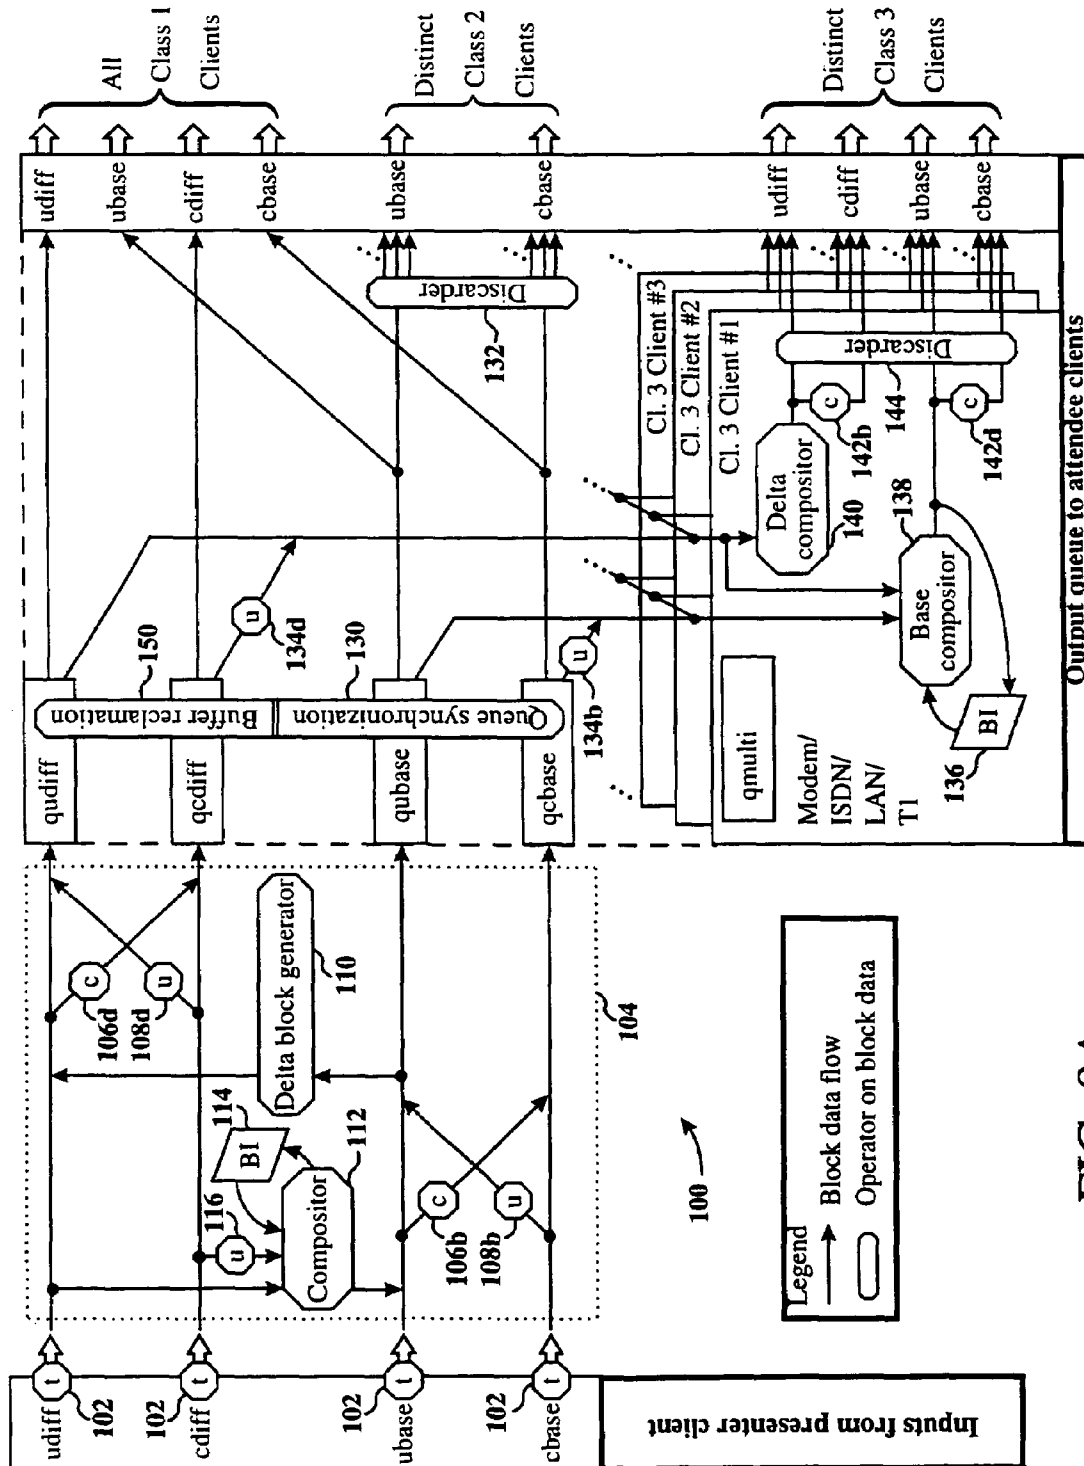 Inputs from presenter client
udiff
t
102
cdiff
t
102
ubase
t
102
cbase
t
102
104
116
u
114
BI
Compositor
112
Delta block generator
110
c
106d
u
108d
c
106b
u
108b
100
Legend
Block data flow
Operator on block data
qudiff
qcdiff
qubase
qcbase
Buffer reclamation
150
Queue synchronization
130
u
134d
u
134b
Discarder
132
udiff
ubase
cdiff
cbase
All
Class 1
Clients
ubase
cbase
Distinct
Class 2
Clients
Cl. 3 Client #3
Cl. 3 Client #2
Cl. 3 Client #1
qmulti
Modem/
ISDN/
LAN/
T1
BI
136
Base
compositor
138
Delta
compositor
140
c
142b
c
142d
Discarder
144
udiff
cdiff
ubase
cbase
Distinct
Class 3
Clients
Output queue to attendee clients